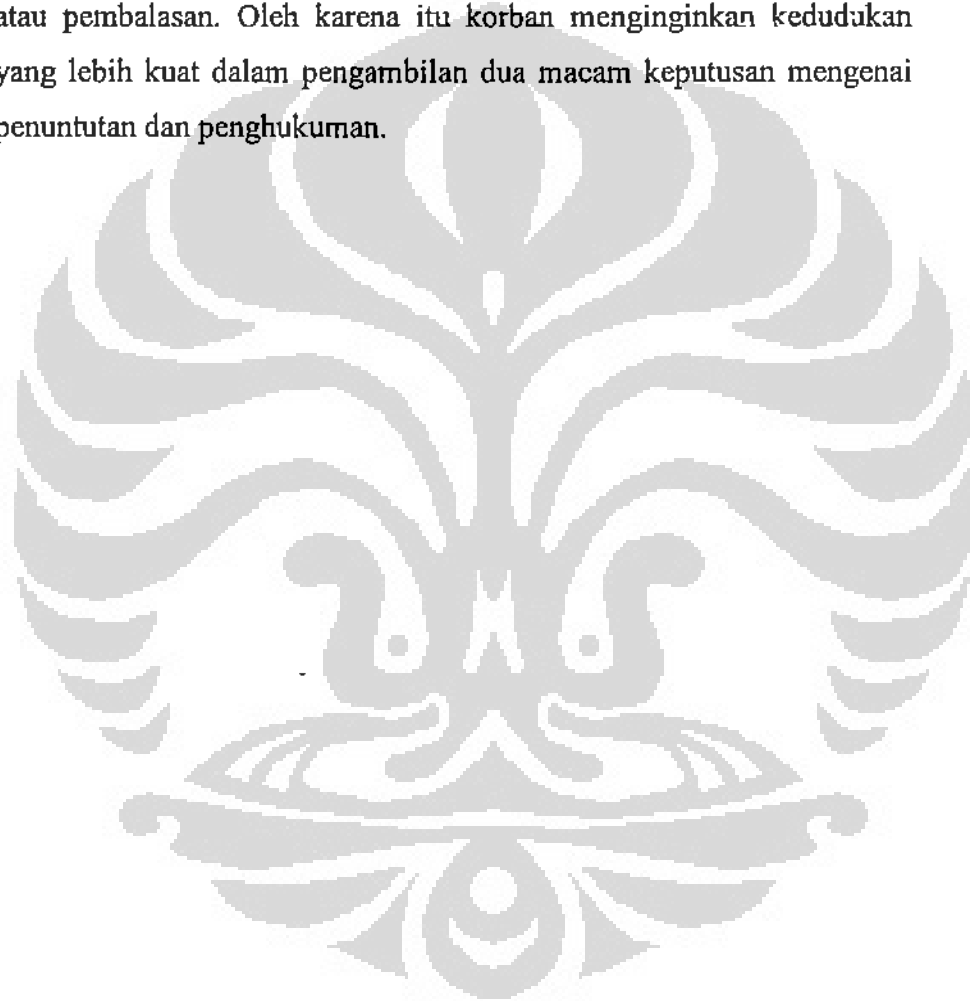 atau pembalasan. Oleh karena itu korban menginginkan kedudukan
yang lebih kuat dalam pengambilan dua macam keputusan mengenai
penuntutan dan penghukuman.